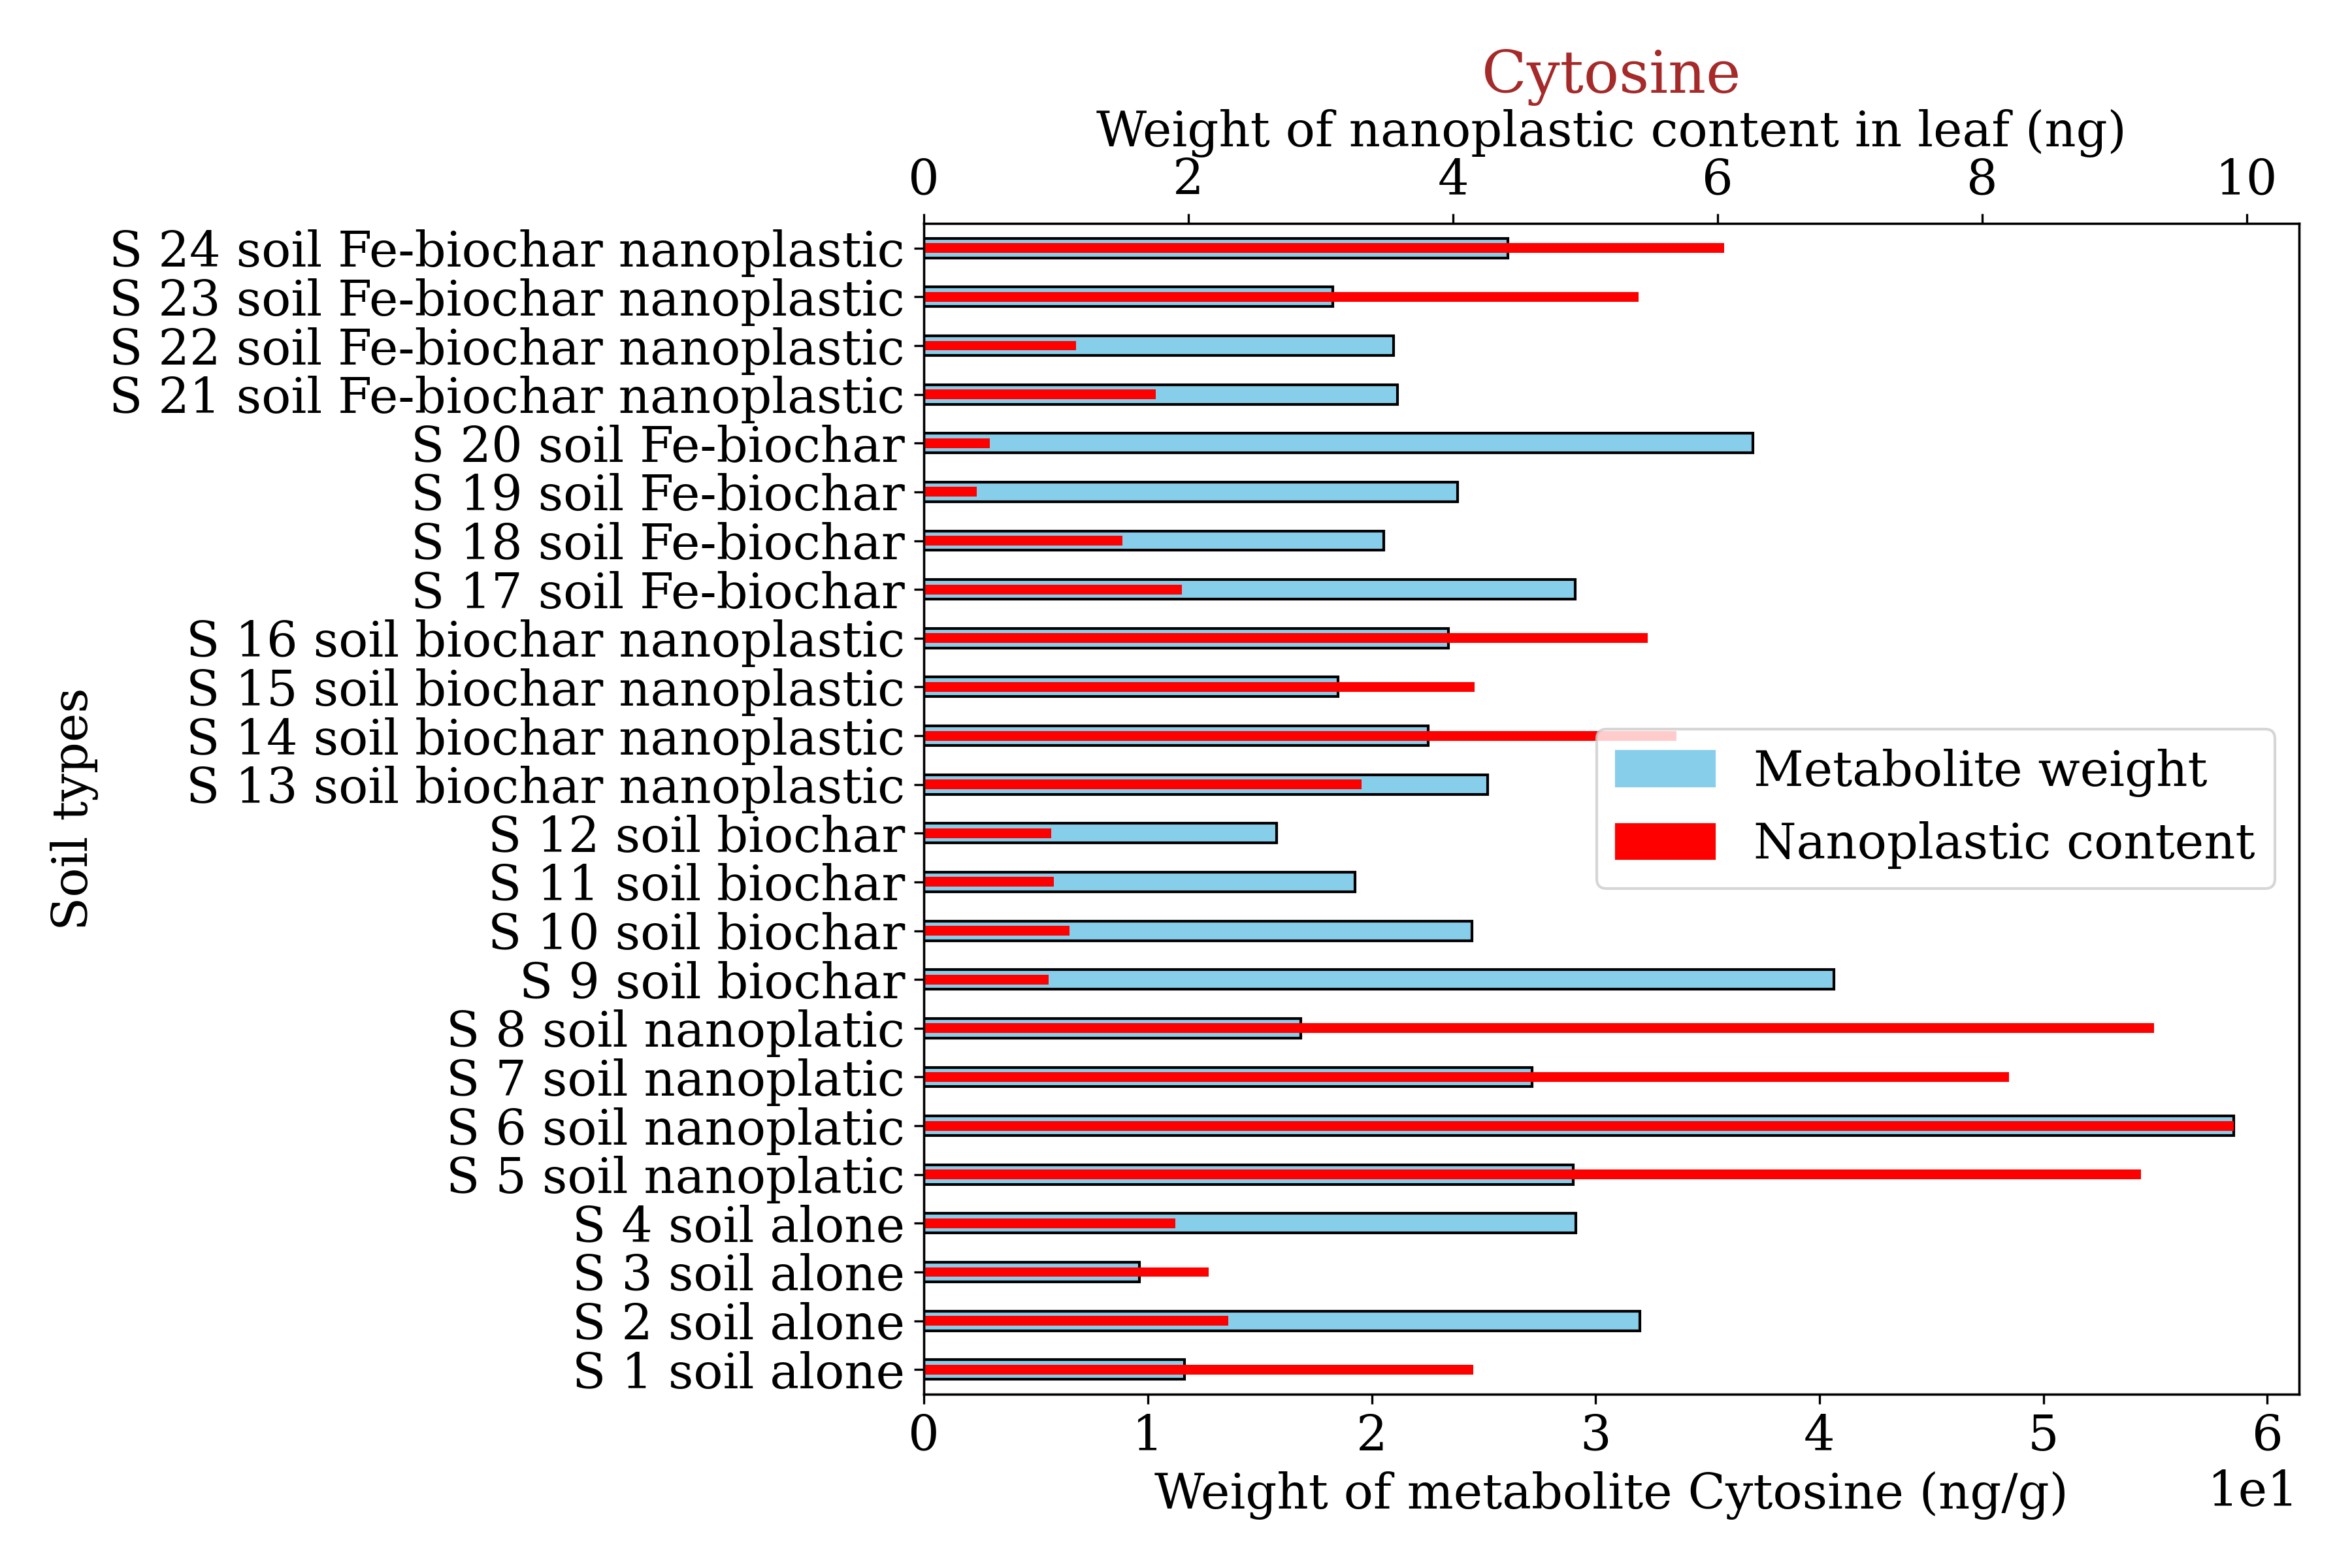 Cytosine
Weight of nanoplastic content in leaf (ng)
0 2 4 6 8 10
S 24 soil Fe-biochar nanoplastic
S 23 soil Fe-biochar nanoplastic
S 22 soil Fe-biochar nanoplastic
S 21 soil Fe-biochar nanoplastic
S 20 soil Fe-biochar
S 19 soil Fe-biochar
S 18 soil Fe-biochar
S 17 soil Fe-biochar
S 16 soil biochar nanoplastic
S 15 soil biochar nanoplastic
S 14 soil biochar nanoplastic
S 13 soil biochar nanoplastic
S 12 soil biochar
S 11 soil biochar
S 10 soil biochar
S 9 soil biochar
S 8 soil nanoplatic
S 7 soil nanoplatic
S 6 soil nanoplatic
S 5 soil nanoplatic
S 4 soil alone
S 3 soil alone
S 2 soil alone
S 1 soil alone
Soil types
Metabolite weight
Nanoplastic content
0 1 2 3 4 5 6
Weight of metabolite Cytosine (ng/g)
1e1